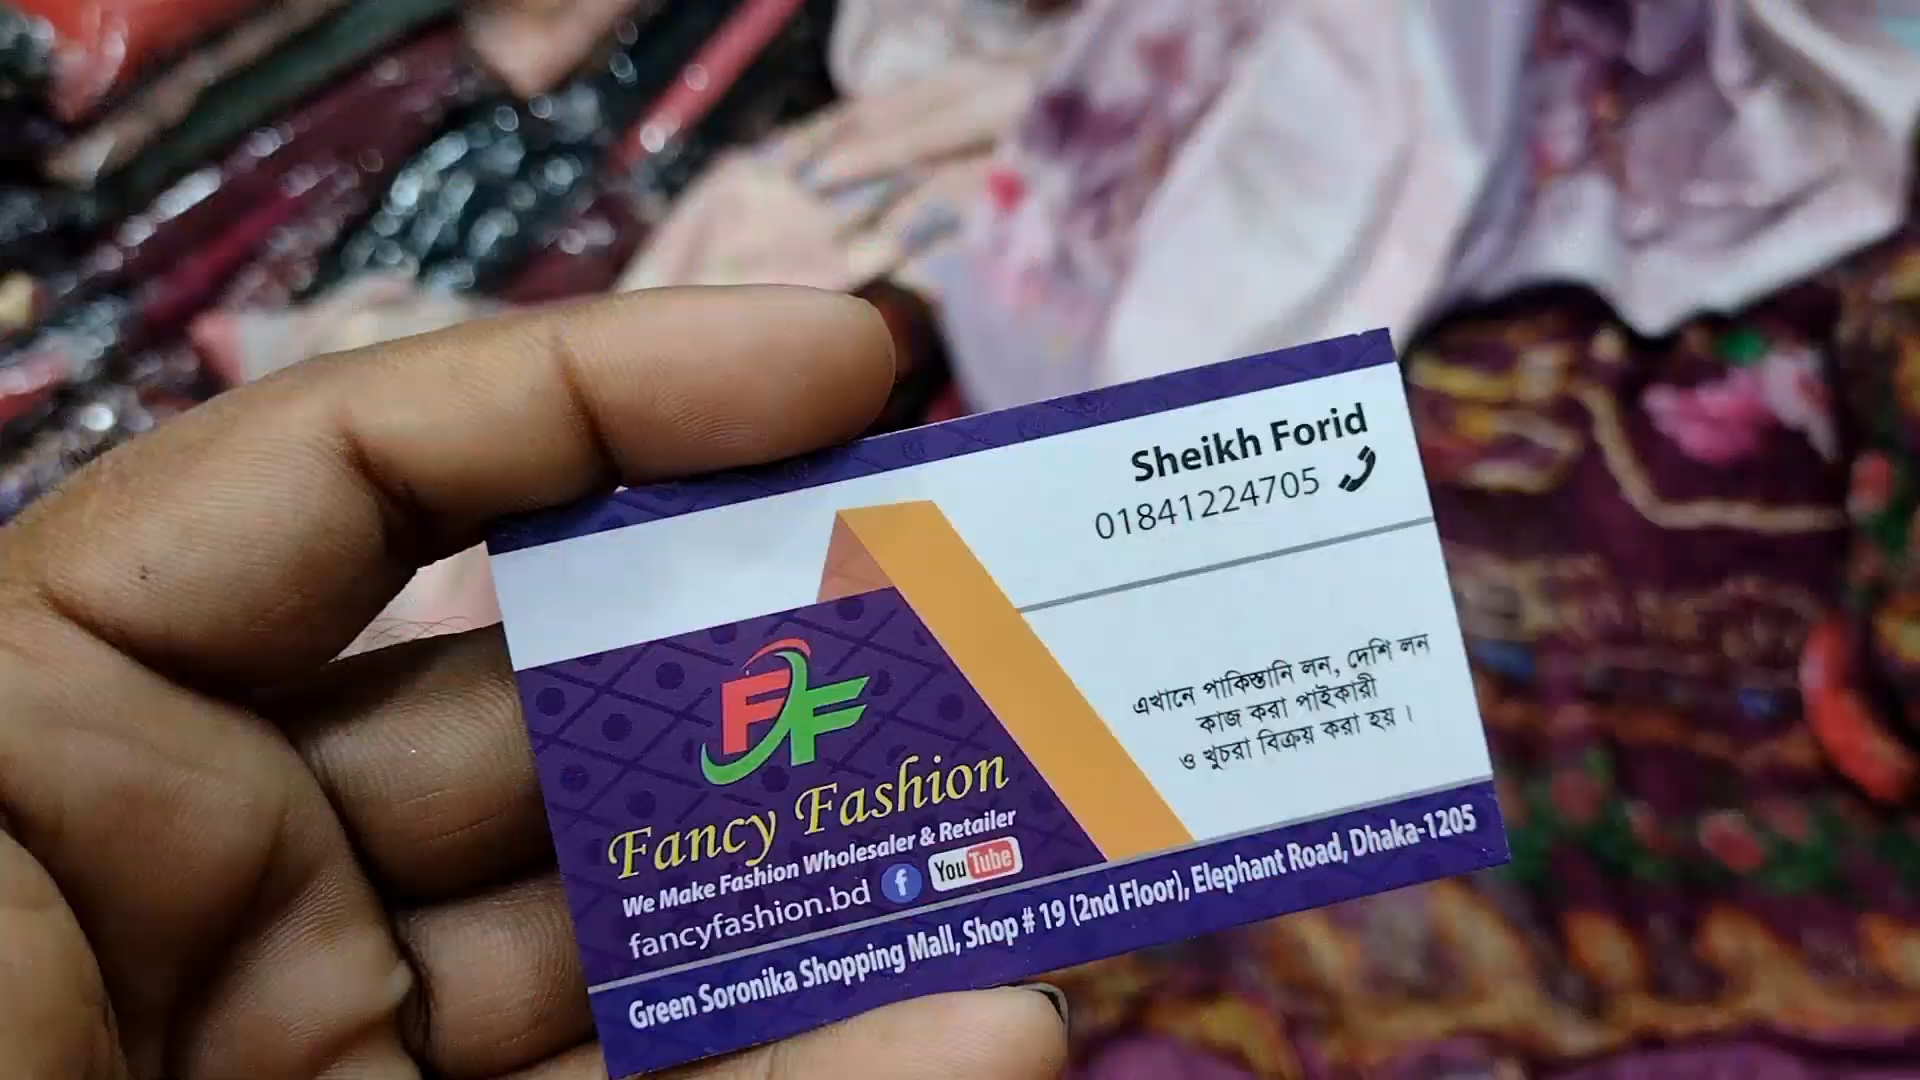 Sheikh Forid
01841224705
এখানে পাকিস্তানি লন, দেশি লন
কাজ করা পাইকারী
ও খুচরা বিক্রয় করা হয়।
FF
Fancy Fashion
We Make Fashion Wholesaler & Retailer
fancyfashion.bd f YouTube
Green Soronika Shopping Mall, Shop # 19 (2nd Floor), Elephant Road, Dhaka-1205